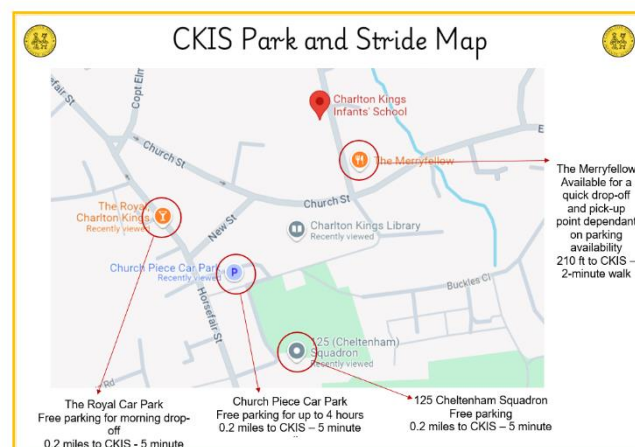 CKIS Park and Stride Map
Copt Elm
Horsefair St
Church St
Charlton Kings
Infants' School
The Merryfellow
E
The Royal,
Charlton Kings
Recently viewed
New St
Church St
Charlton Kings Library
Recently viewed
Church Piece Car Park
Recently viewed
P
Buckles Cl
Horsefair St
125 (Cheltenham)
Squadron
Recently viewed
Rd
The Merryfellow
Available for a
quick drop-off
and pick-up
point dependant
on parking
availability
210 ft to CKIS –
2-minute walk
The Royal Car Park
Free parking for morning drop-
off
0.2 miles to CKIS - 5 minute
Church Piece Car Park
Free parking for up to 4 hours
0.2 miles to CKIS – 5 minute
125 Cheltenham Squadron
Free parking
0.2 miles to CKIS – 5 minute